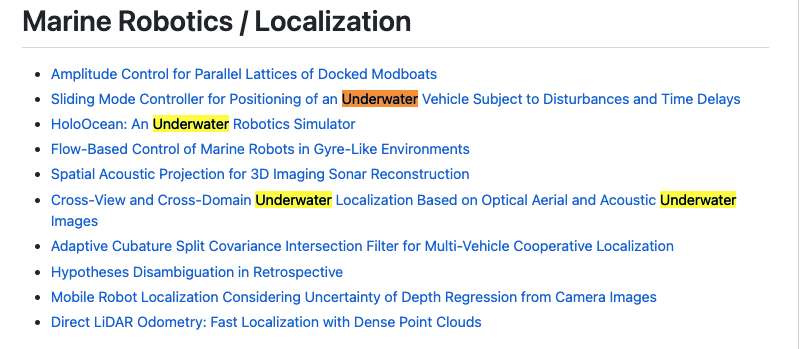 Marine Robotics / Localization
Amplitude Control for Parallel Lattices of Docked Modboats
Sliding Mode Controller for Positioning of an Underwater Vehicle Subject to Disturbances and Time Delays
HoloOcean: An Underwater Robotics Simulator
Flow-Based Control of Marine Robots in Gyre-Like Environments
Spatial Acoustic Projection for 3D Imaging Sonar Reconstruction
Cross-View and Cross-Domain Underwater Localization Based on Optical Aerial and Acoustic Underwater
Images
Adaptive Cubature Split Covariance Intersection Filter for Multi-Vehicle Cooperative Localization
Hypotheses Disambiguation in Retrospective
Mobile Robot Localization Considering Uncertainty of Depth Regression from Camera Images
Direct LiDAR Odometry: Fast Localization with Dense Point Clouds